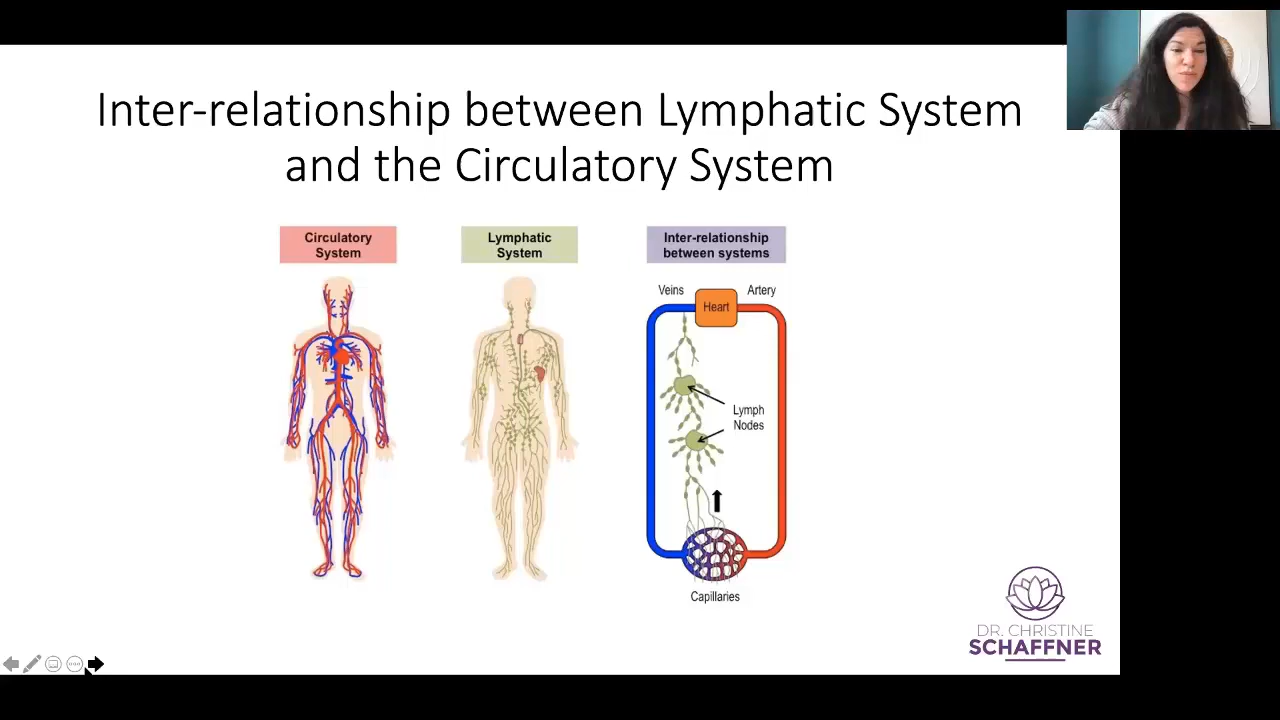 Inter-relationship between Lymphatic System
and the Circulatory System
Circulatory
System
Lymphatic
System
Inter-relationship
between systems
Veins
Heart
Artery
Lymph
Nodes
Capillaries
DR. CHRISTINE
SCHAFFNER